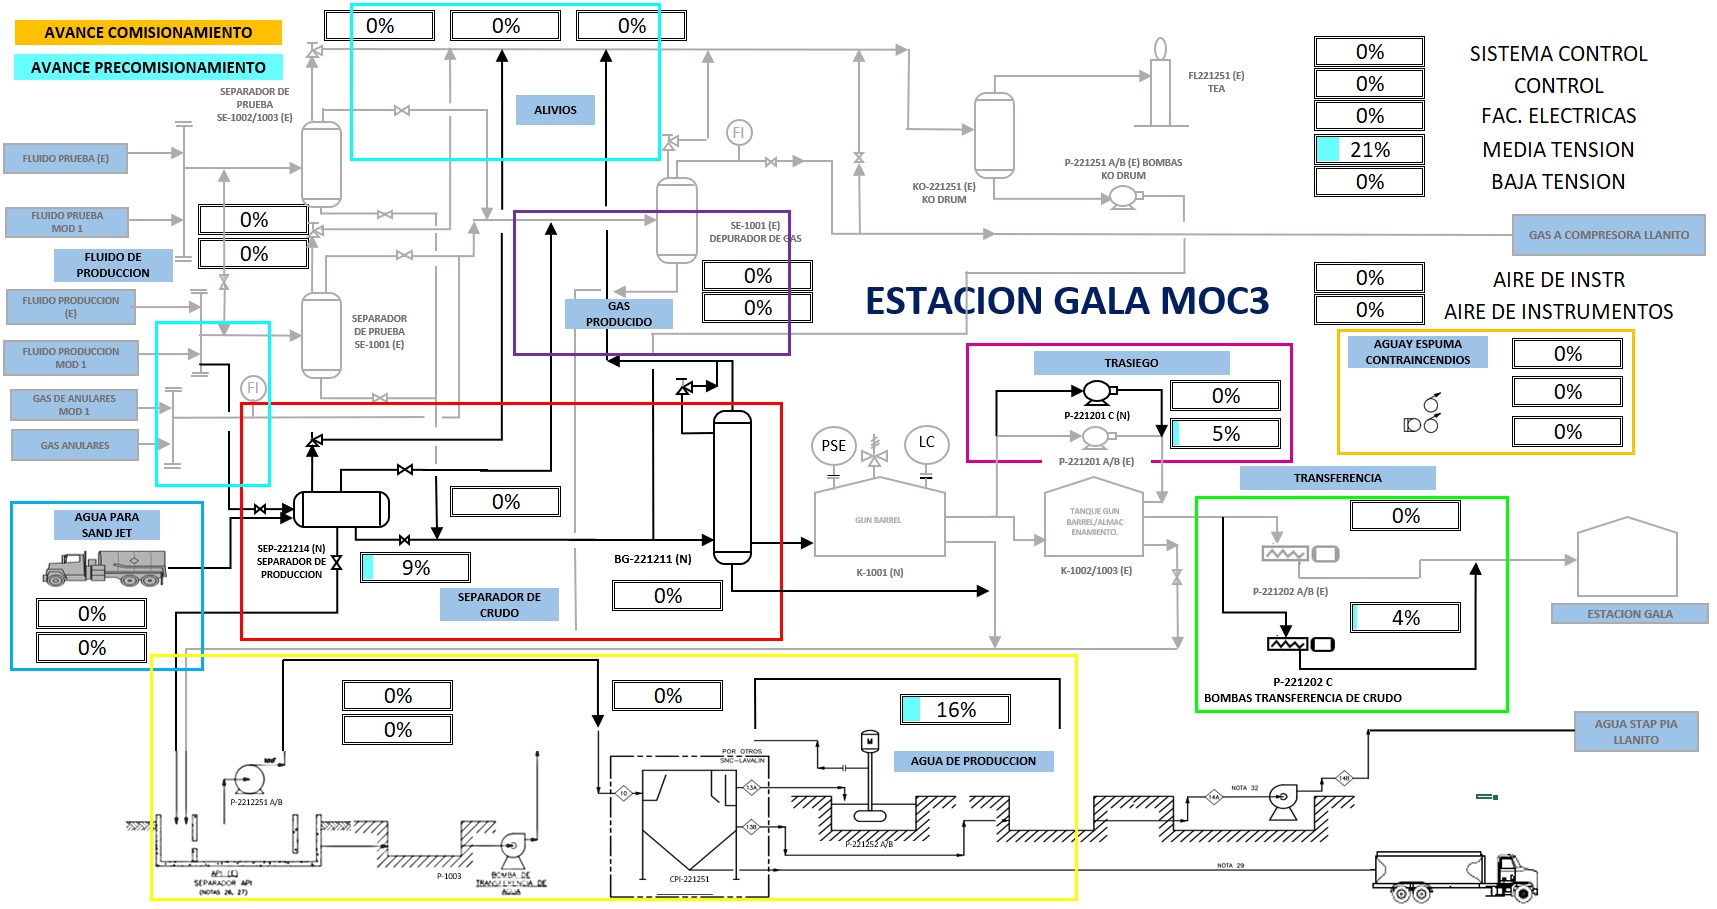 AVANCE COMISIONAMIENTO
AVANCE PRECOMISIONAMIENTO
0%
0%
0%
ALIVIOS
SEPARADOR DE
PRUEBA
SE-1002/1003 (E)
FLUIDO PRUEBA (E)
FLUIDO PRUEBA
MOD 1
0%
0%
FLUIDO DE
PRODUCCION
FLUIDO PRODUCCION
(E)
FLUIDO PRODUCCION
MOD 1
GAS DE ANULARES
MOD 1
GAS ANULARES
SEPARADOR
DE PRUEBA
SE-1001 (E)
FI
FI
SE-1001 (E)
DEPURADOR DE GAS
0%
0%
GAS
PRODUCIDO
KO-221251 (E)
KO DRUM
P-221251 A/B (E) BOMBAS
KO DRUM
FL221251 (E)
TEA
0%
SISTEMA CONTROL
0%
CONTROL
0%
FAC. ELECTRICAS
21%
MEDIA TENSION
0%
BAJA TENSION
GAS A COMPRESORA LLANITO
ESTACION GALA MOC3
0%
AIRE DE INSTR
0%
AIRE DE INSTRUMENTOS
AGUAY ESPUMA
CONTRAINCENDIOS
0%
0%
0%
TRASIEGO
P-221201 C (N)
0%
5%
P-221201 A/B (E)
PSE
LC
GUN BARREL
K-1001 (N)
TANQUE GUN
BARREL/ALMAC
ENAMIENTO.
K-1002/1003 (E)
TRANSFERENCIA
0%
P-221202 A/B (E)
4%
P-221202 C
BOMBAS TRANSFERENCIA DE CRUDO
ESTACION GALA
AGUA PARA
SAND JET
0%
0%
SEP-221214 (N)
SEPARADOR DE
PRODUCCION
0%
9%
SEPARADOR DE
CRUDO
BG-221211 (N)
0%
0%
0%
0%
16%
AGUA DE PRODUCCION
AGUA STAP PIA
LLANITO
P-2212251 A/B
API (E)
SEPARADOR API
(NOTAS 26, 27)
P-1003
BOMBA DE
TRANSFERENCIA DE
AGUA
POR OTROS
SNC-LAVALIN
10
13A
13B
CPI-221251
M
P-221252 A/B
14A
NOTA 32
14B
NOTA 29